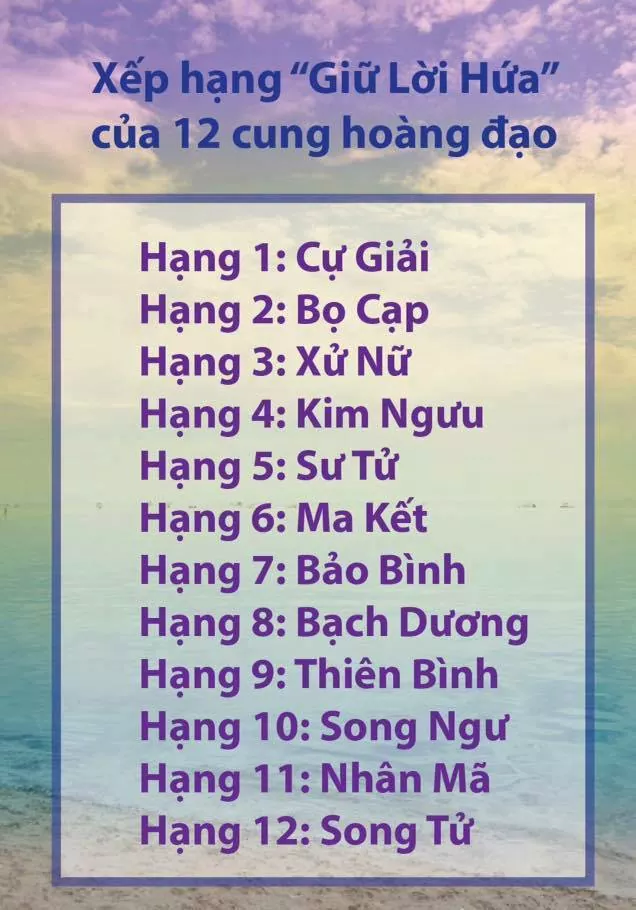 Xếp hạng “Giữ Lời Hứa”
của 12 cung hoàng đạo
Hạng 1: Cự Giải
Hạng 2: Bọ Cạp
Hạng 3: Xử Nữ
Hạng 4: Kim Ngưu
Hạng 5: Sư Tử
Hạng 6: Ma Kết
Hạng 7: Bảo Bình
Hạng 8: Bạch Dương
Hạng 9: Thiên Bình
Hạng 10: Song Ngư
Hạng 11: Nhân Mã
Hạng 12: Song Tử